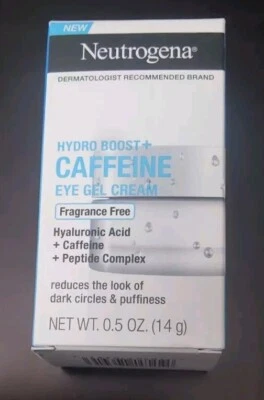 NEW
Neutrogena®
DERMATOLOGIST RECOMMENDED BRAND
HYDRO BOOST+
CAFFEINE
EYE GEL CREAM
Fragrance Free
Hyaluronic Acid
+ Caffeine
+ Peptide Complex
reduces the look of
dark circles & puffiness
NET WT. 0.5 OZ. (14 g)